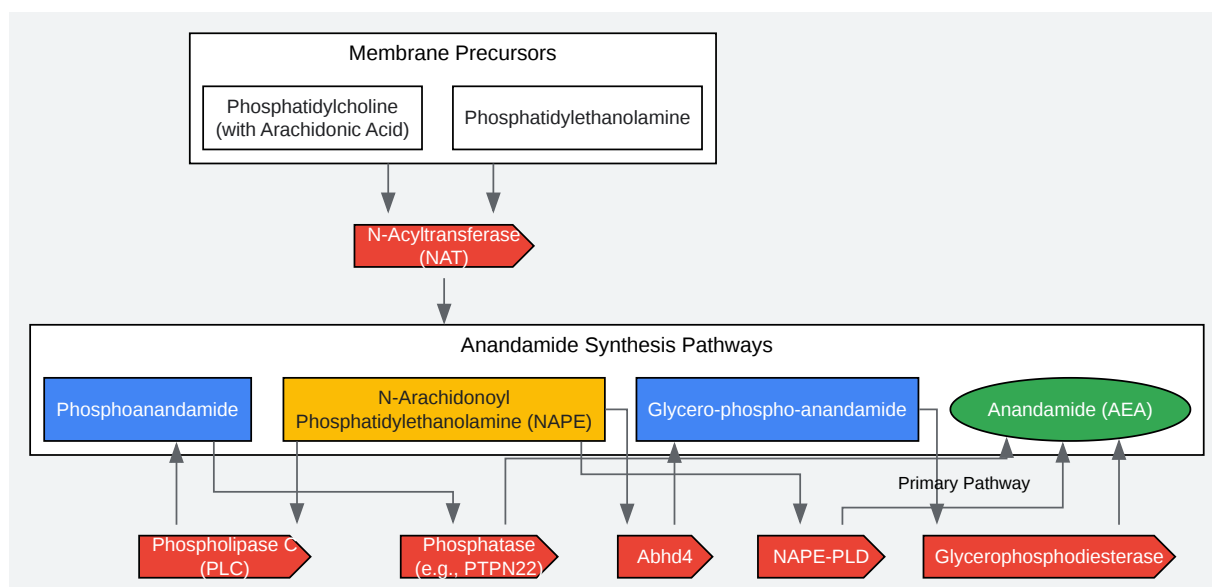 Membrane Precursors
Phosphatidylcholine
(with Arachidonic Acid)
Phosphatidylethanolamine
N-Acyltransferase
(NAT)
Anandamide Synthesis Pathways
Phosphoanandamide
N-Arachidonoyl
Phosphatidylethanolamine (NAPE)
Glycero-phospho-anandamide
Anandamide (AEA)
Primary Pathway
Phospholipase C
(PLC)
Phosphatase
(e.g., PTPN22)
Abhd4
NAPE-PLD
Glycerophosphodiesterase